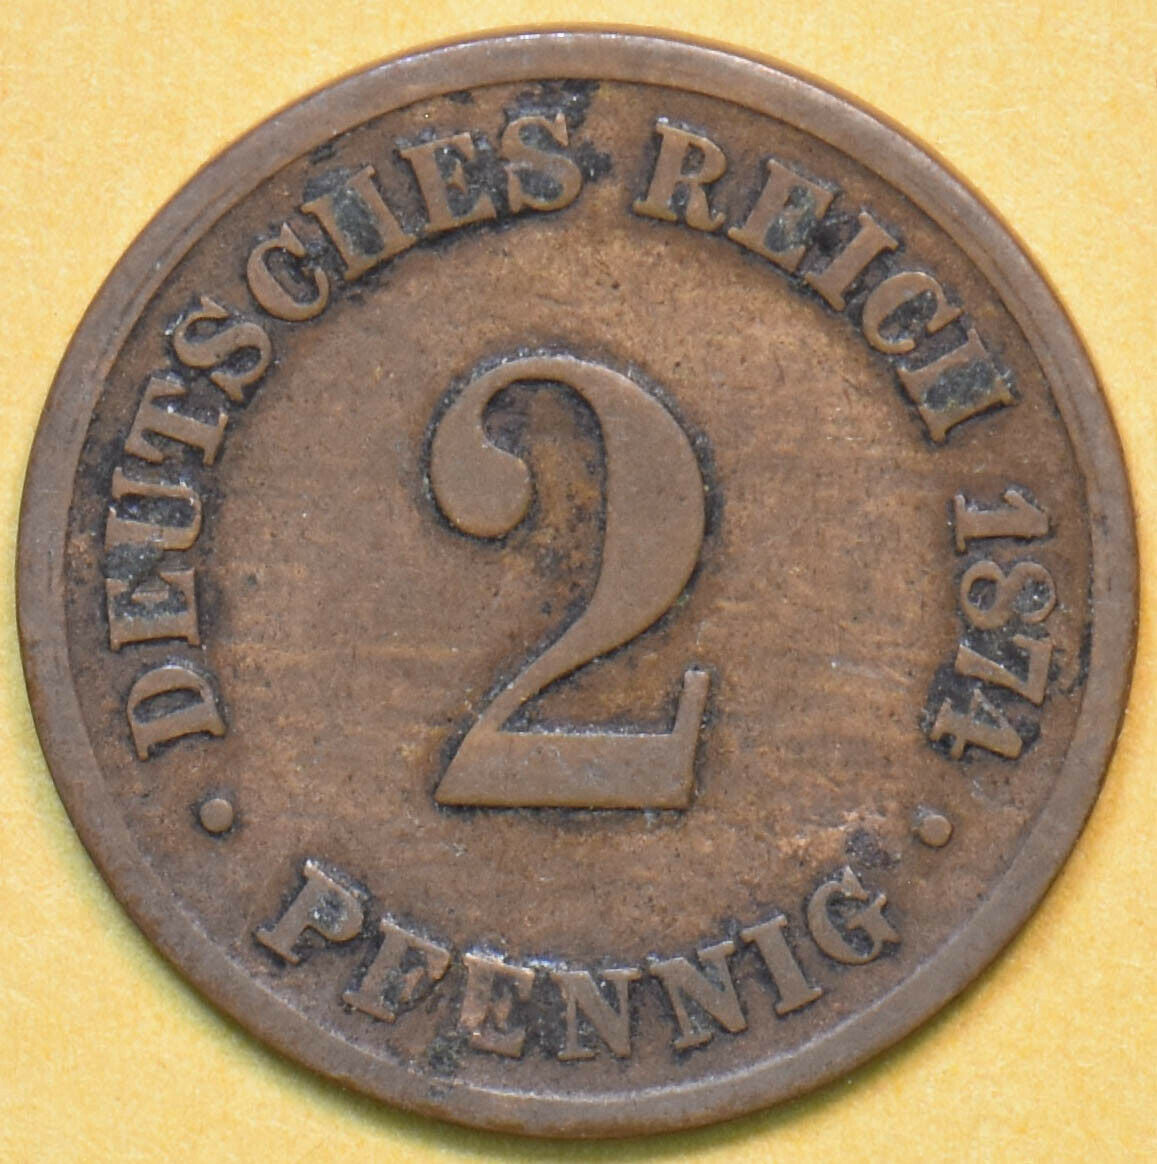 DEUTSCHES REICH 1874
2
• PFENNIG •